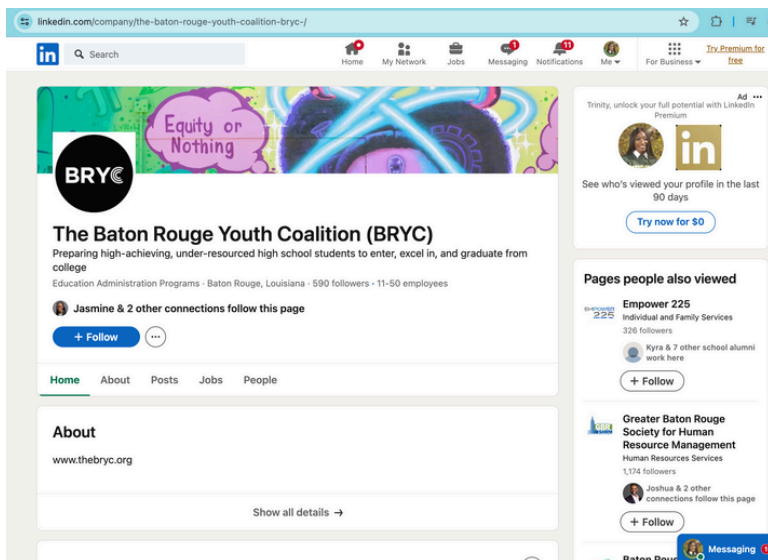 linkedin.com/company/the-baton-rouge-youth-coalition-bryc-/
in
Search
Home
My Network
Jobs
Messaging
1
Notifications
11
Me
For Business
Try Premium for
free
Equity or
Nothing
BRYC
The Baton Rouge Youth Coalition (BRYC)
Preparing high-achieving, under-resourced high school students to enter, excel in, and graduate from
college
Education Administration Programs · Baton Rouge, Louisiana · 590 followers · 11-50 employees
Jasmine & 2 other connections follow this page
+ Follow
Home About Posts Jobs People
About
www.thebryc.org
Show all details →
Ad
Trinity, unlock your full potential with LinkedIn
Premium
in
See who's viewed your profile in the last
90 days
Try now for $0
Pages people also viewed
EMPOWER
225
Empower 225
Individual and Family Services
326 followers
Kyra & 7 other school alumni
work here
+ Follow
GBR
Greater Baton Rouge
Society for Human
Resource Management
Human Resources Services
1,174 followers
Joshua & 2 other
connections follow this page
+ Follow
Messaging